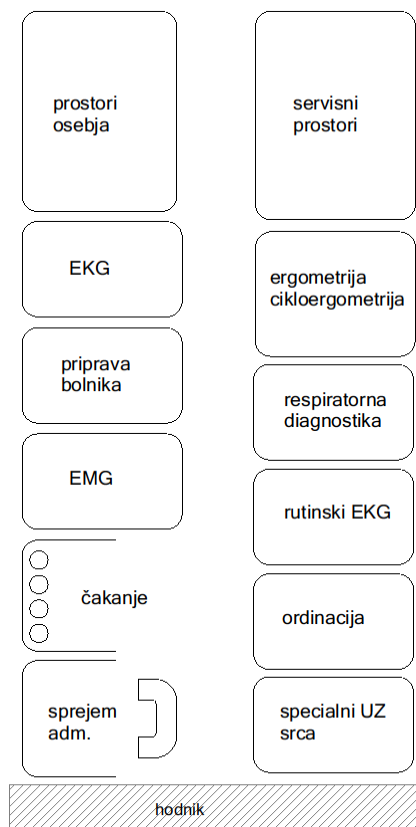 prostori
osebja
servisni
prostori
EKG
ergometrija
cikloergometrija
priprava
bolnika
respiratorna
diagnostika
EMG
rutinski EKG
čakanje
ordinacija
sprejem
adm.
specialni UZ
srca
hodnik